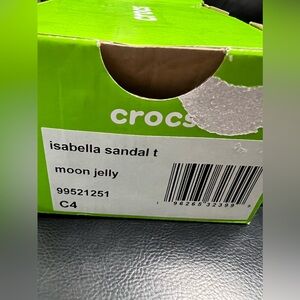 crocs
isabella sandal t
moon jelly
99521251
C4